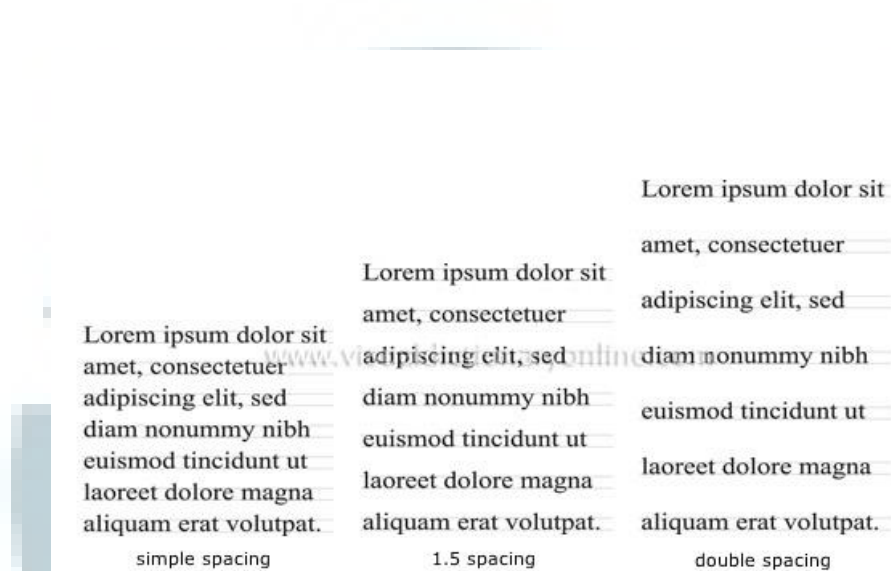 Lorem ipsum dolor sit
amet, consectetuer
adipiscing elit, sed
diam nonummy nibh
euismod tincidunt ut
laoreet dolore magna
aliquam erat volutpat.
simple spacing
Lorem ipsum dolor sit
amet, consectetuer
adipiscing elit, sed
diam nonummy nibh
euismod tincidunt ut
laoreet dolore magna
aliquam erat volutpat.
1.5 spacing
Lorem ipsum dolor sit
amet, consectetuer
adipiscing elit, sed
diam nonummy nibh
euismod tincidunt ut
laoreet dolore magna
aliquam erat volutpat.
double spacing